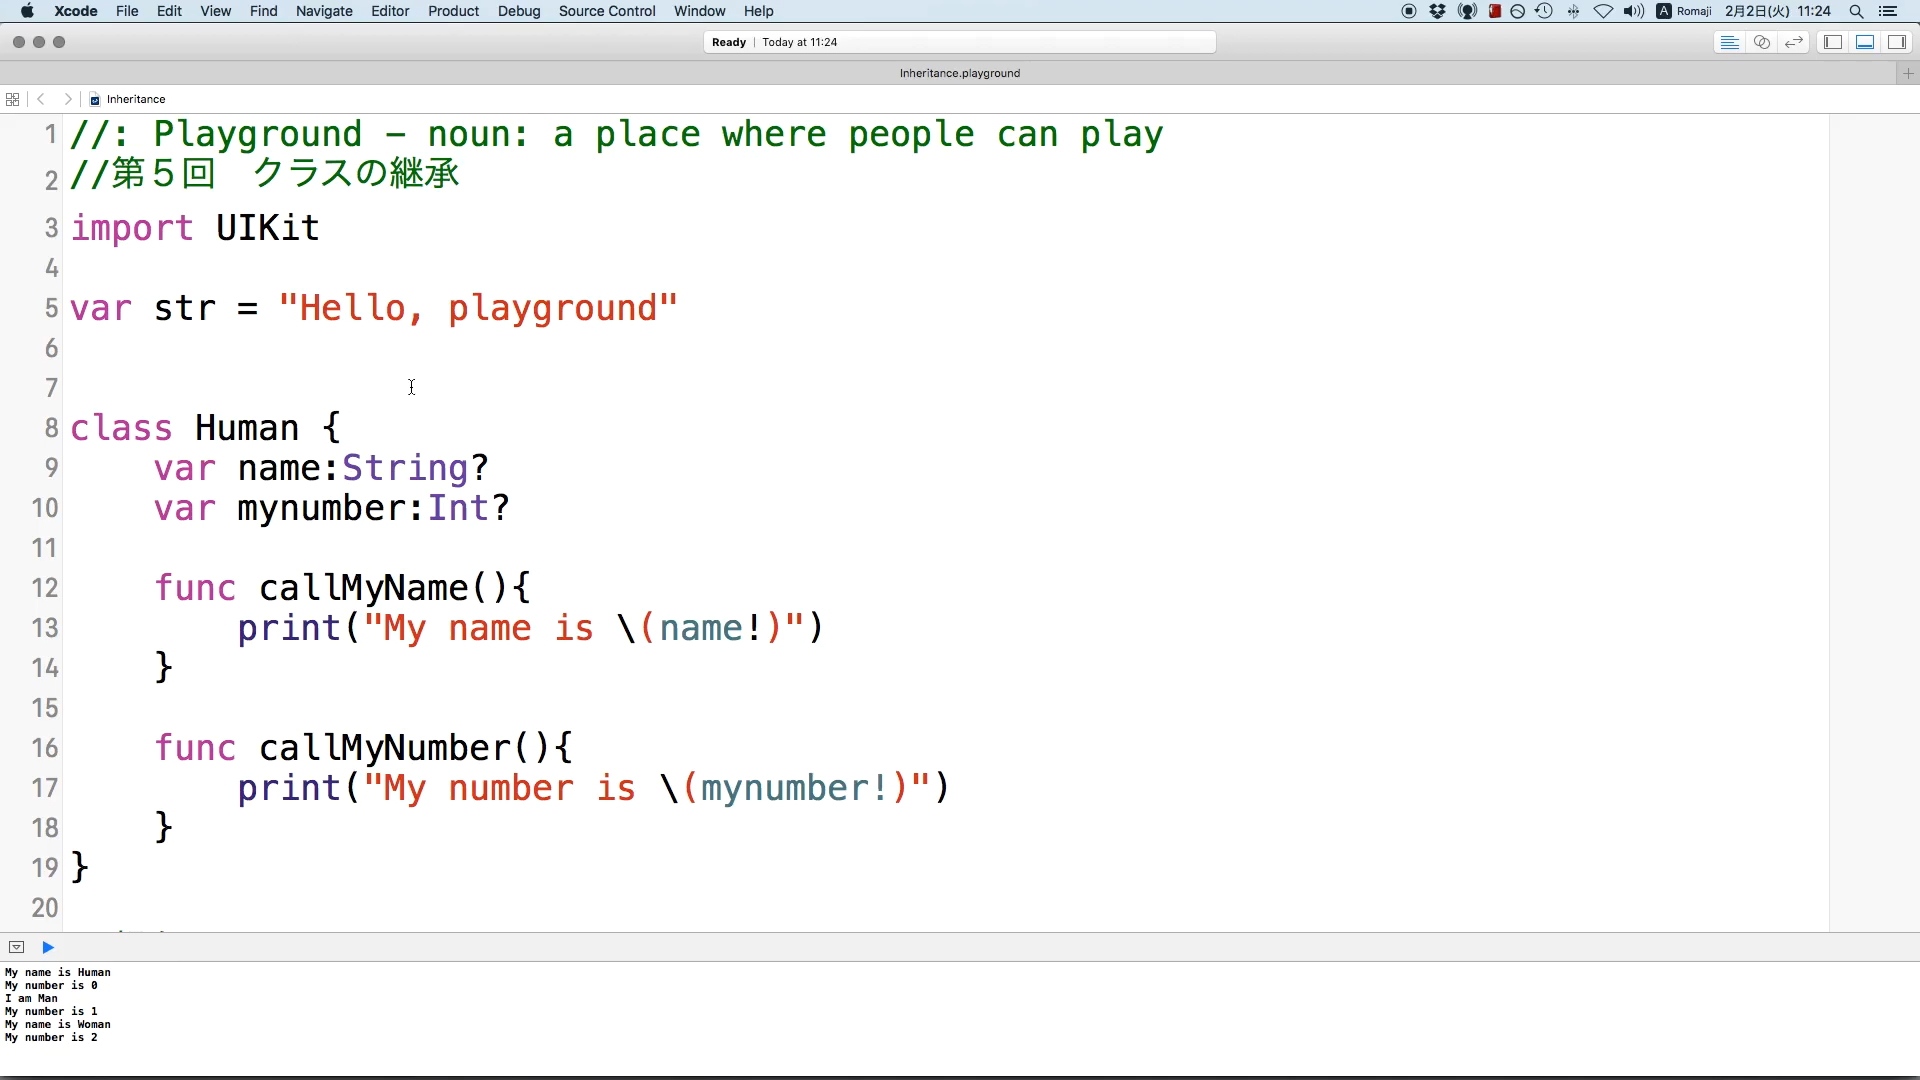 Xcode File Edit View Find Navigate Editor Product Debug Source Control Window Help A Romaji 2月2日(火) 11:24
Ready | Today at 11:24
Inheritance.playground
Inheritance
1 //: Playground - noun: a place where people can play
2 //第５回　クラスの継承
3 import UIKit
4
5 var str = "Hello, playground"
6
7
8 class Human {
9 var name:String?
10 var mynumber:Int?
11
12 func callMyName(){
13 print("My name is \(name!)")
14 }
15
16 func callMyNumber(){
17 print("My number is \(mynumber!)")
18 }
19 }
20
My name is Human
My number is 0
I am Man
My number is 1
My name is Woman
My number is 2